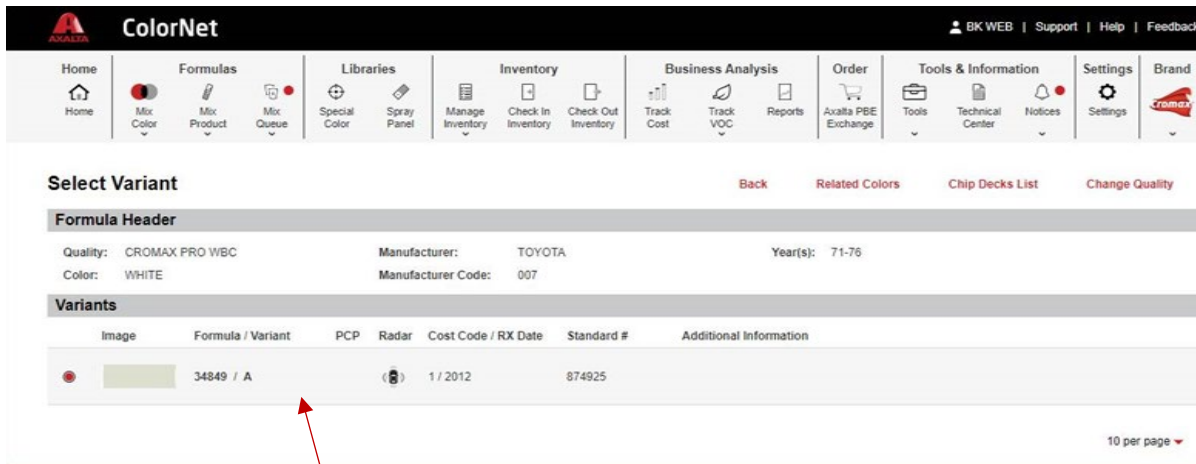 AXALTA
ColorNet
BK WEB | Support | Help | Feedback
Home Formulas Libraries Inventory Business Analysis Order Tools & Information Settings Brand
Home Mix Color Mix Product Mix Queue Special Color Spray Panel Manage Inventory Check In Inventory Check Out Inventory Track Cost Track VOC Reports Axalta PBE Exchange Tools Technical Center Notices Settings Cromax
Select Variant
Back Related Colors Chip Decks List Change Quality
Formula Header
Quality: CROMAX PRO WBC Manufacturer: TOYOTA Year(s): 71-76
Color: WHITE Manufacturer Code: 007
Variants
Image Formula / Variant PCP Radar Cost Code / RX Date Standard # Additional Information
34849 / A 1 / 2012 874925
10 per page